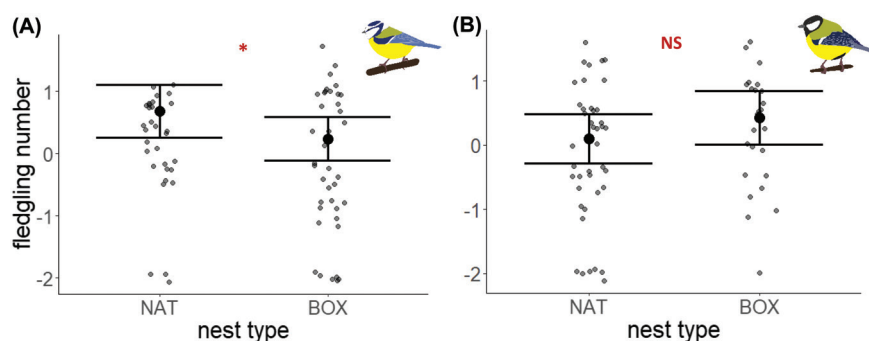 (A)
*
fledgling number
1
0
-1
-2
NAT BOX
nest type
(B)
NS
1
0
-1
-2
NAT BOX
nest type